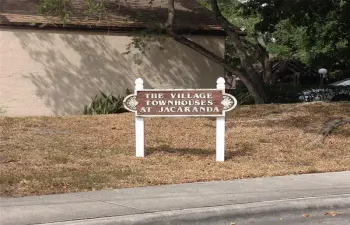 THE VILLAGE
TOWNHOUSES
AT JACARANDA